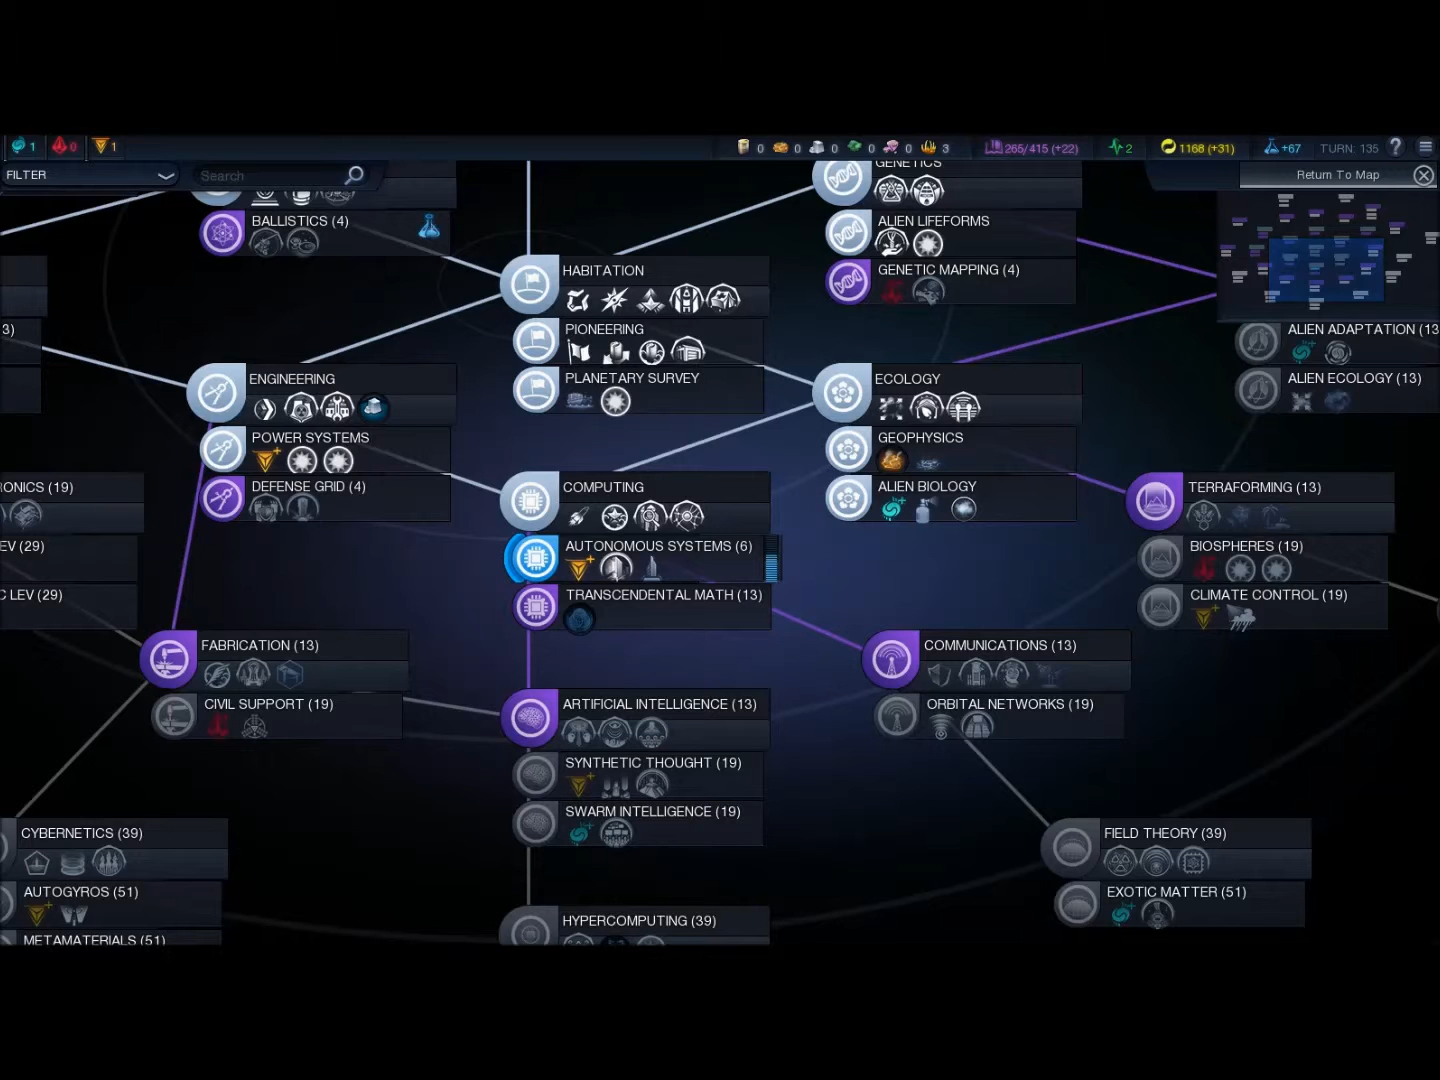 1 0 1 0 0 0 0 0 3 265/415 (+22) 2 1168 (+31) +67 TURN: 135 ?
FILTER Search Return To Map
GENETICS
BALLISTICS (4)
ALIEN LIFEFORMS
HABITATION
GENETIC MAPPING (4)
PIONEERING
ALIEN ADAPTATION (13
PLANETARY SURVEY
ALIEN ECOLOGY (13)
3)
ENGINEERING
ECOLOGY
POWER SYSTEMS
GEOPHYSICS
DEFENSE GRID (4)
COMPUTING
ALIEN BIOLOGY
TERRAFORMING (13)
RONICS (19)
AUTONOMOUS SYSTEMS (6)
BIOSPHERES (19)
EV (29)
TRANSCENDENTAL MATH (13)
CLIMATE CONTROL (19)
C LEV (29)
FABRICATION (13)
COMMUNICATIONS (13)
CIVIL SUPPORT (19)
ARTIFICIAL INTELLIGENCE (13)
ORBITAL NETWORKS (19)
SYNTHETIC THOUGHT (19)
SWARM INTELLIGENCE (19)
CYBERNETICS (39)
FIELD THEORY (39)
AUTOGYROS (51)
EXOTIC MATTER (51)
HYPERCOMPUTING (39)
METAMATERIALS (51)